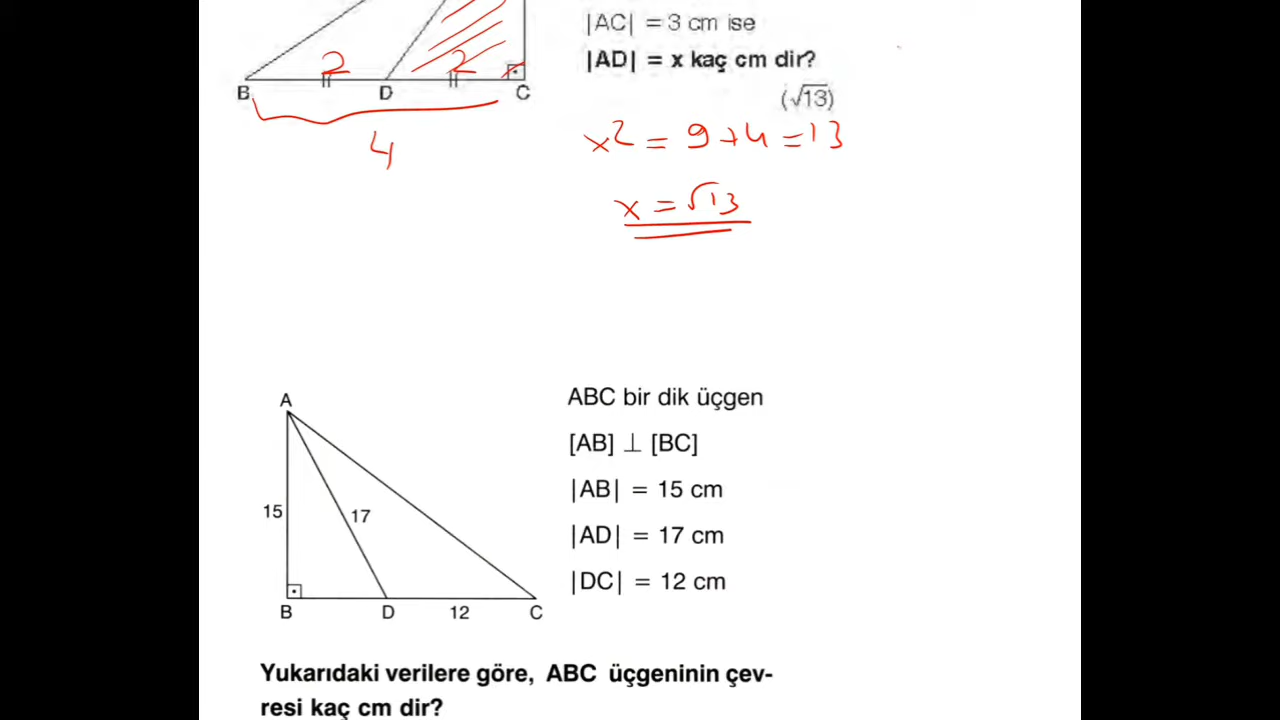 |AC| = 3 cm ise
|AD| = x kaç cm dir?
(√13)
2
2
B D C
4
x2 = 9 + 4 = 13
x = √13
A
15
17
B D 12 C
ABC bir dik üçgen
[AB] ⊥ [BC]
|AB| = 15 cm
|AD| = 17 cm
|DC| = 12 cm
Yukarıdaki verilere göre, ABC üçgeninin çev-
resi kaç cm dir?